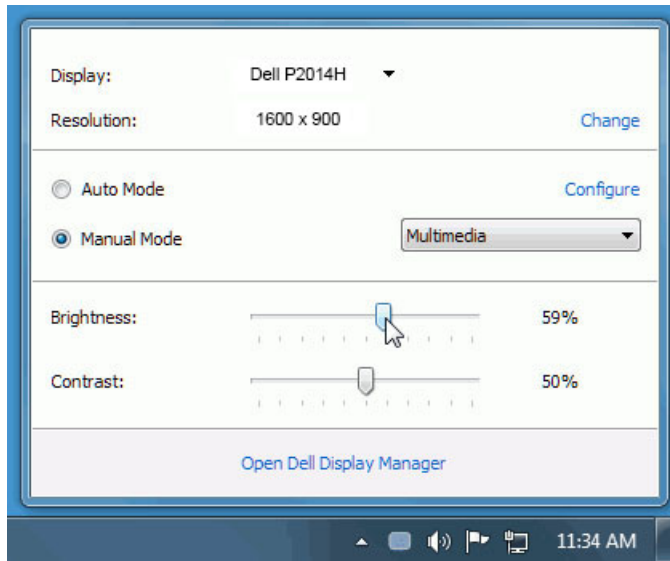 Display: Dell P2014H
Resolution: 1600 x 900 Change
Auto Mode Configure
Manual Mode Multimedia
Brightness: 59%
Contrast: 50%
Open Dell Display Manager
11:34 AM